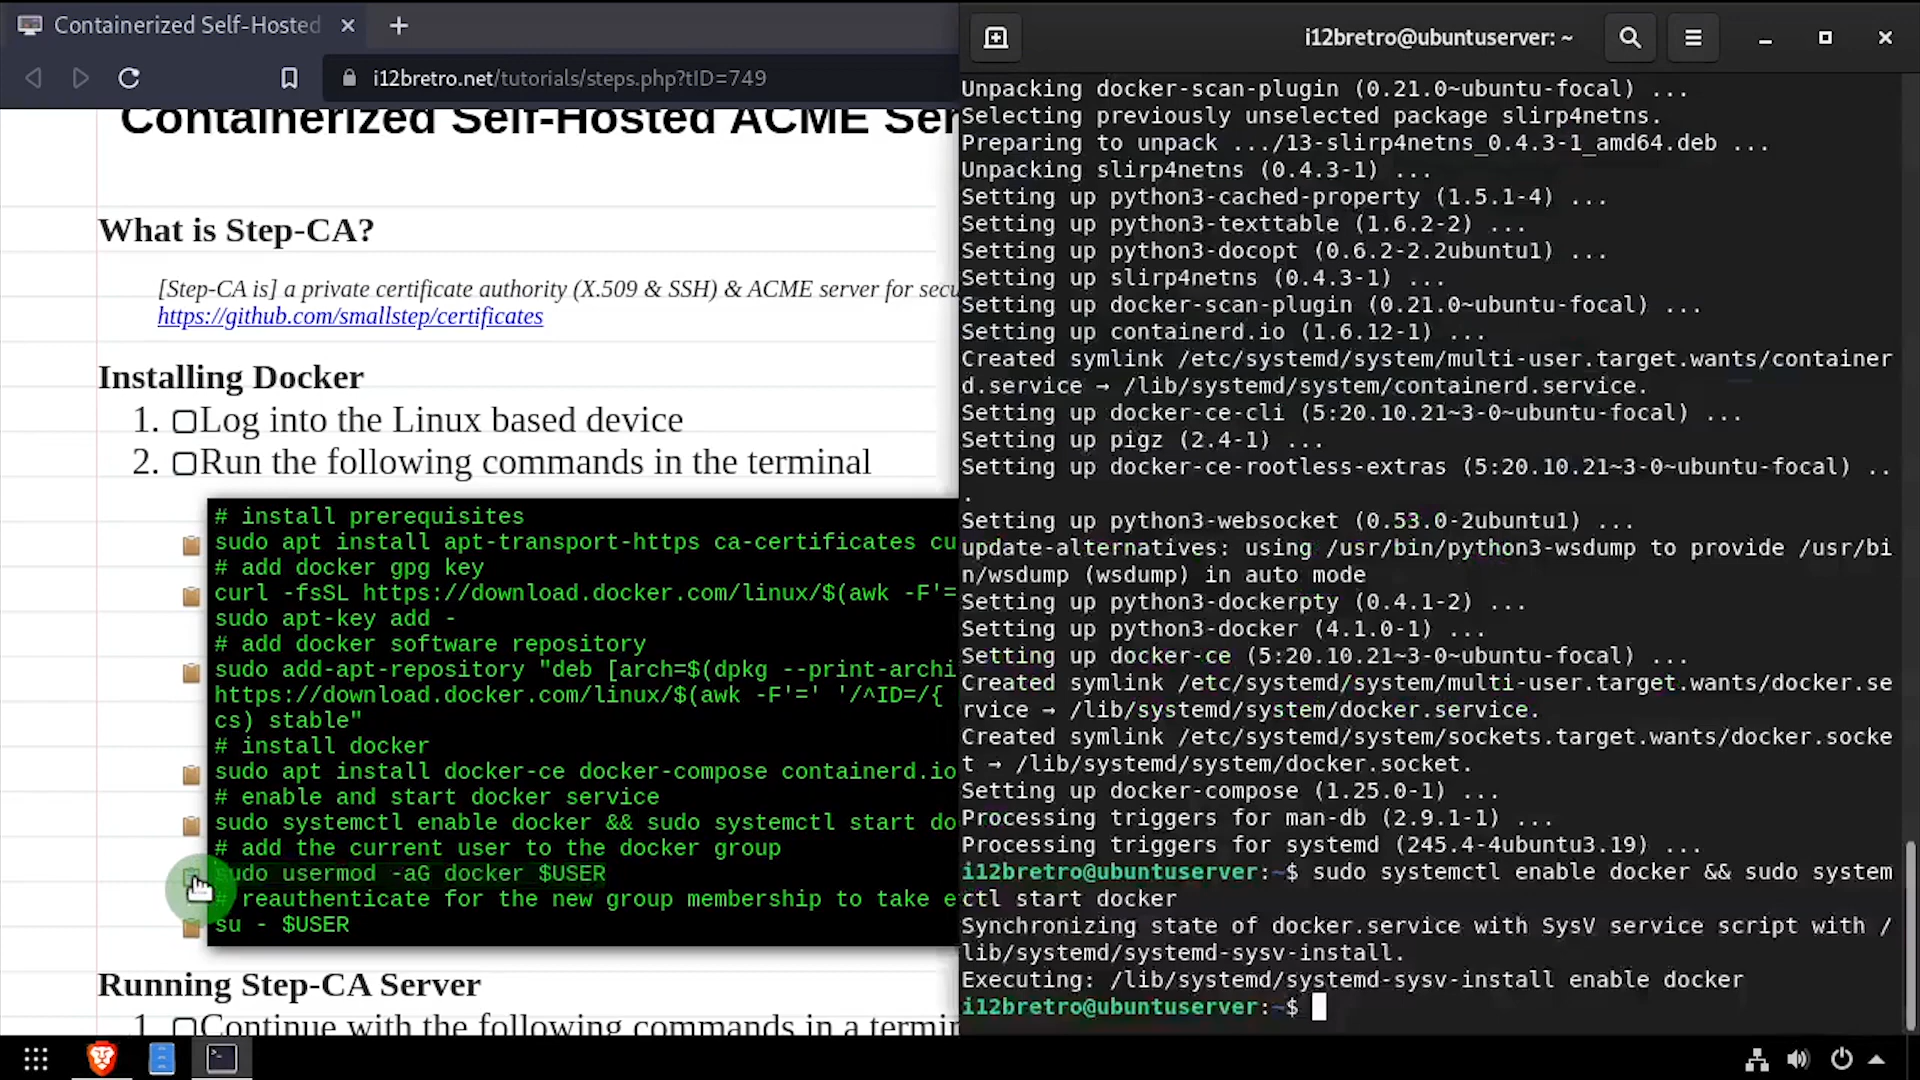 Containerized Self-Hosted
i12bretro.net/tutorials/steps.php?tID=749
Containerized Self-Hosted ACME Ser
What is Step-CA?
[Step-CA is] a private certificate authority (X.509 & SSH) & ACME server for secu
https://github.com/smallstep/certificates
Installing Docker
1. Log into the Linux based device
2. Run the following commands in the terminal
# install prerequisites
sudo apt install apt-transport-https ca-certificates cu
# add docker gpg key
curl -fsSL https://download.docker.com/linux/$(awk -F'=
sudo apt-key add -
# add docker software repository
sudo add-apt-repository "deb [arch=$(dpkg --print-archi
https://download.docker.com/linux/$(awk -F'=' '/^ID=/{
cs) stable"
# install docker
sudo apt install docker-ce docker-compose containerd.io
# enable and start docker service
sudo systemctl enable docker && sudo systemctl start do
# add the current user to the docker group
sudo usermod -aG docker $USER
# reauthenticate for the new group membership to take e
su - $USER
Running Step-CA Server
1. Continue with the following commands in a termin
i12bretro@ubuntuserver: ~
Unpacking docker-scan-plugin (0.21.0~ubuntu-focal) ...
Selecting previously unselected package slirp4netns.
Preparing to unpack .../13-slirp4netns_0.4.3-1_amd64.deb ...
Unpacking slirp4netns (0.4.3-1) ...
Setting up python3-cached-property (1.5.1-4) ...
Setting up python3-texttable (1.6.2-2) ...
Setting up python3-docopt (0.6.2-2.2ubuntu1) ...
Setting up slirp4netns (0.4.3-1) ...
Setting up docker-scan-plugin (0.21.0~ubuntu-focal) ...
Setting up containerd.io (1.6.12-1) ...
Created symlink /etc/systemd/system/multi-user.target.wants/container
d.service → /lib/systemd/system/containerd.service.
Setting up docker-ce-cli (5:20.10.21~3-0~ubuntu-focal) ...
Setting up pigz (2.4-1) ...
Setting up docker-ce-rootless-extras (5:20.10.21~3-0~ubuntu-focal) ..
.
Setting up python3-websocket (0.53.0-2ubuntu1) ...
update-alternatives: using /usr/bin/python3-wsdump to provide /usr/bi
n/wsdump (wsdump) in auto mode
Setting up python3-dockerpty (0.4.1-2) ...
Setting up python3-docker (4.1.0-1) ...
Setting up docker-ce (5:20.10.21~3-0~ubuntu-focal) ...
Created symlink /etc/systemd/system/multi-user.target.wants/docker.se
rvice → /lib/systemd/system/docker.service.
Created symlink /etc/systemd/system/sockets.target.wants/docker.socke
t → /lib/systemd/system/docker.socket.
Setting up docker-compose (1.25.0-1) ...
Processing triggers for man-db (2.9.1-1) ...
Processing triggers for systemd (245.4-4ubuntu3.19) ...
i12bretro@ubuntuserver:~$ sudo systemctl enable docker && sudo system
ctl start docker
Synchronizing state of docker.service with SysV service script with /
lib/systemd/systemd-sysv-install.
Executing: /lib/systemd/systemd-sysv-install enable docker
i12bretro@ubuntuserver:~$